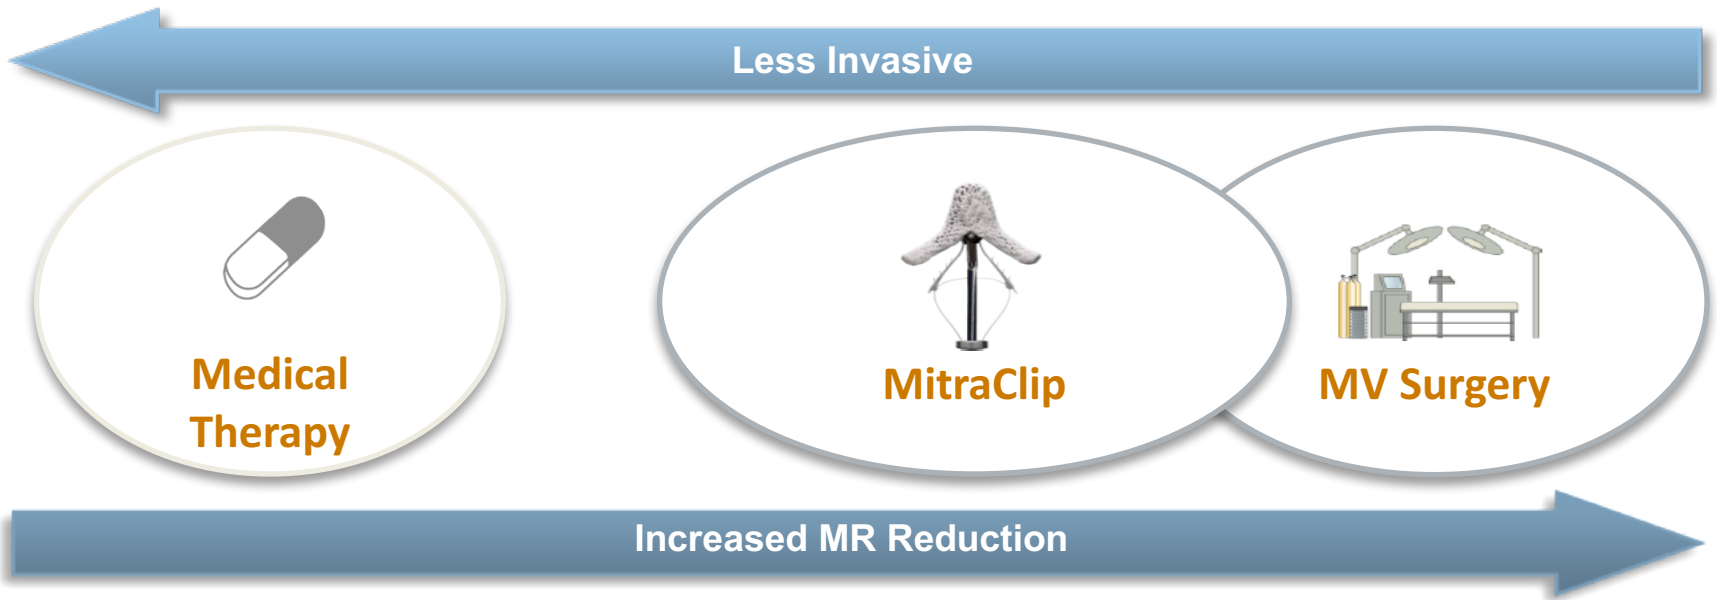 Less Invasive
Medical
Therapy
MitraClip
MV Surgery
Increased MR Reduction